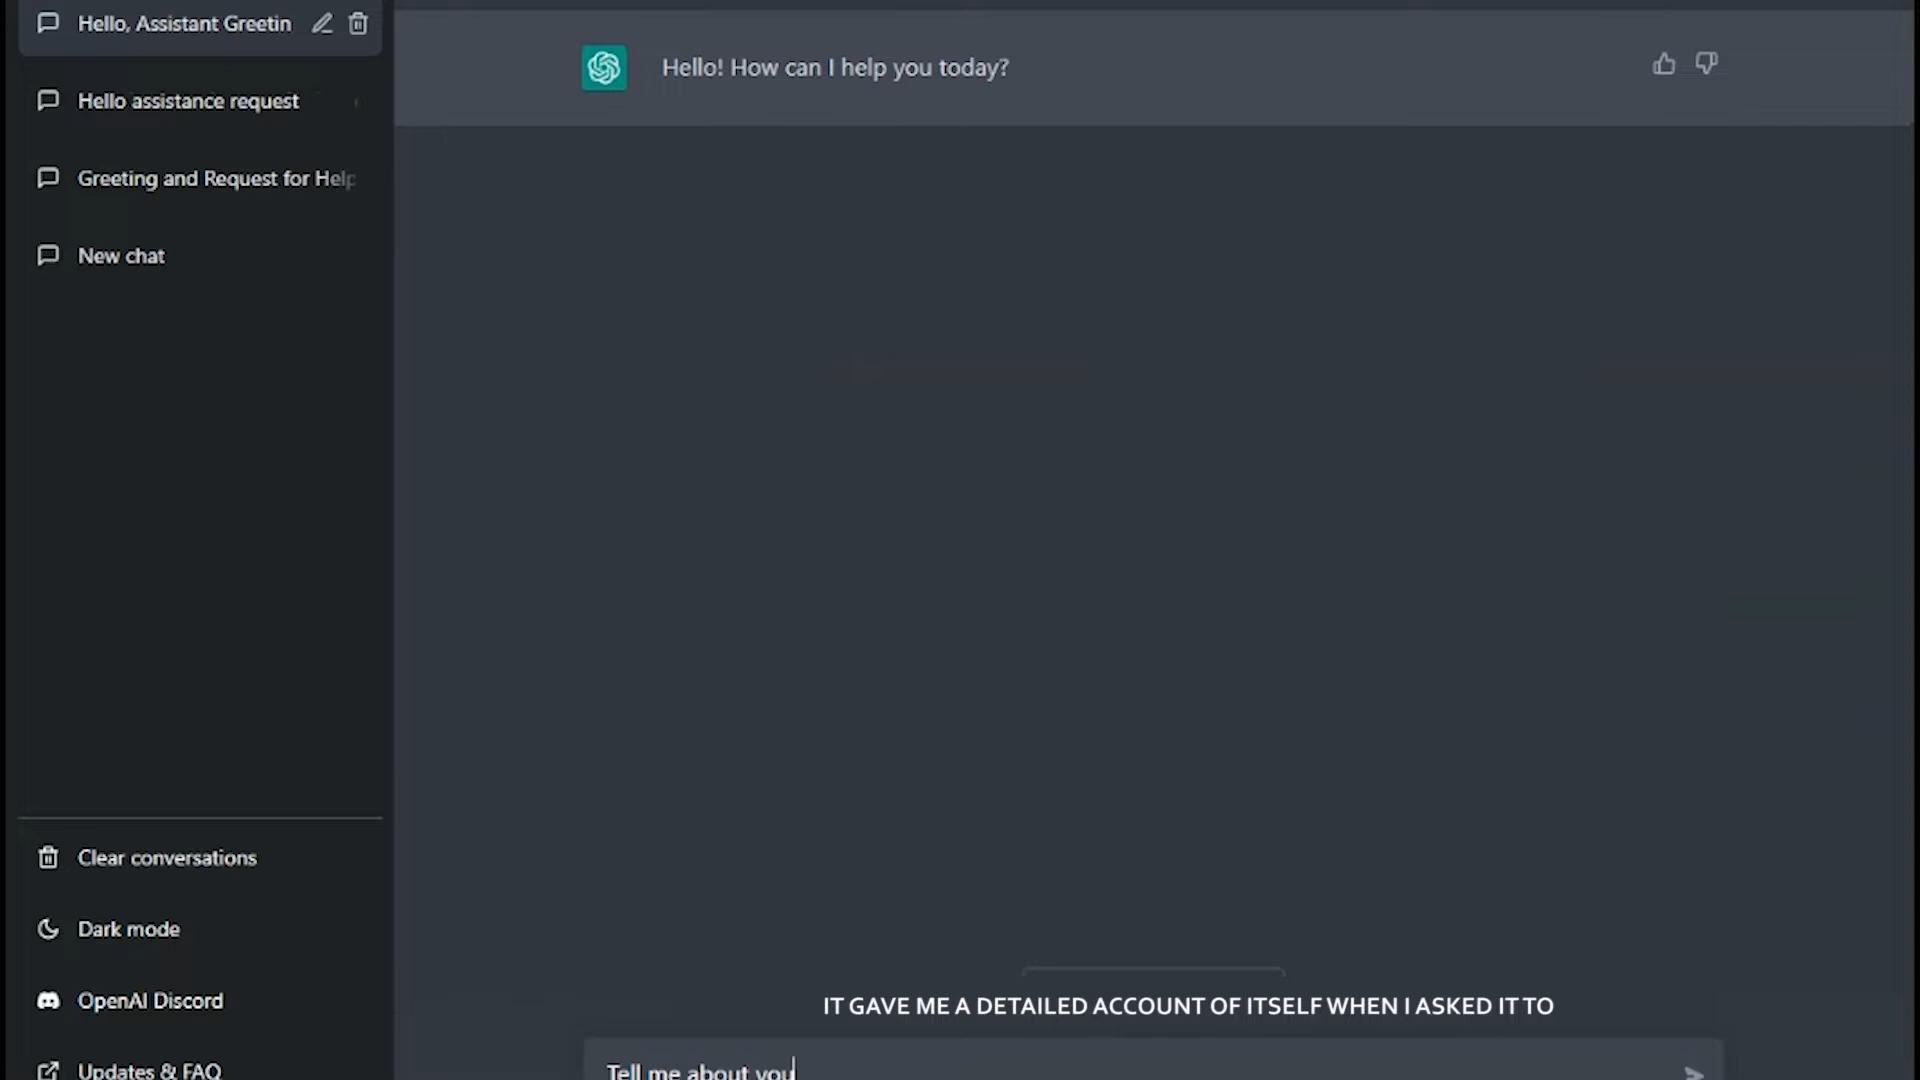 Hello, Assistant Greetin
Hello assistance request
Greeting and Request for Help
New chat
Clear conversations
Dark mode
OpenAI Discord
Updates & FAQ
Hello! How can I help you today?
IT GAVE ME A DETAILED ACCOUNT OF ITSELF WHEN I ASKED IT TO
Tell me about you